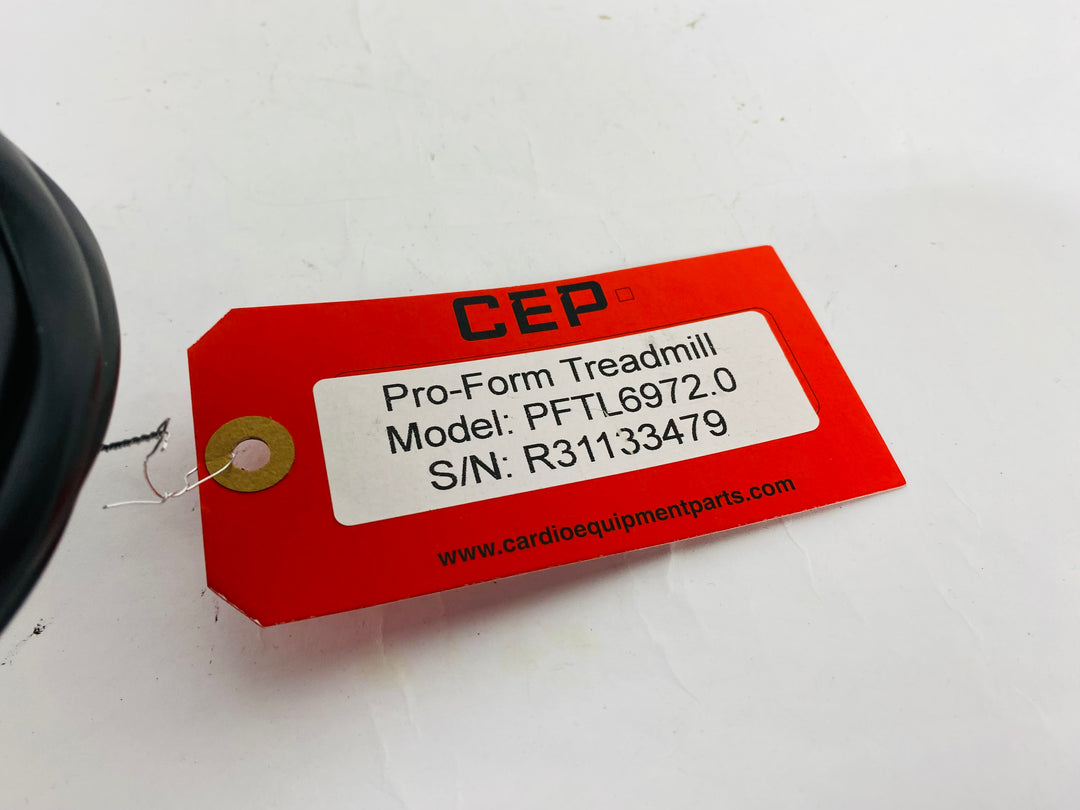 CEP
Pro-Form Treadmill
Model: PFTL6972.0
S/N: R31133479
www.cardioequipmentparts.com